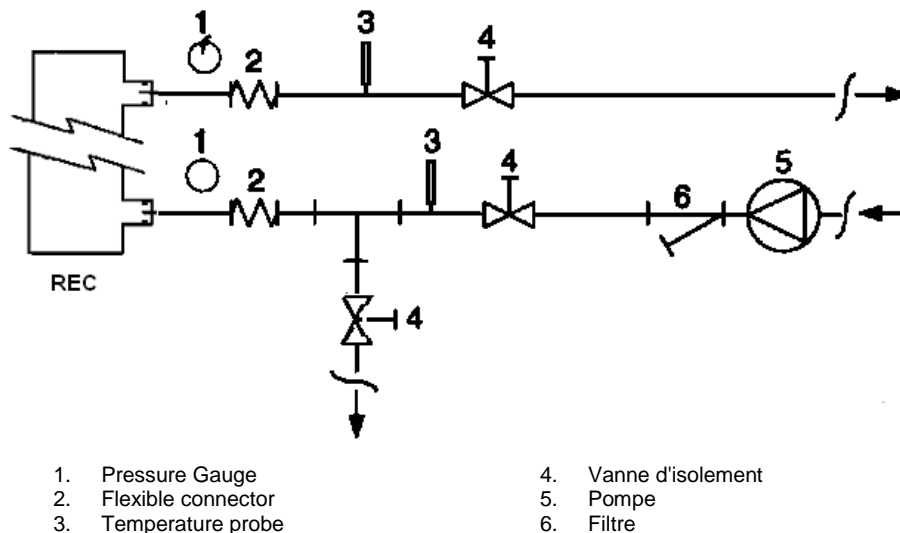 1
2
3
4
1
2
3
4
5
6
REC
4
1. Pressure Gauge
2. Flexible connector
3. Temperature probe
4. Vanne d'isolement
5. Pompe
6. Filtre